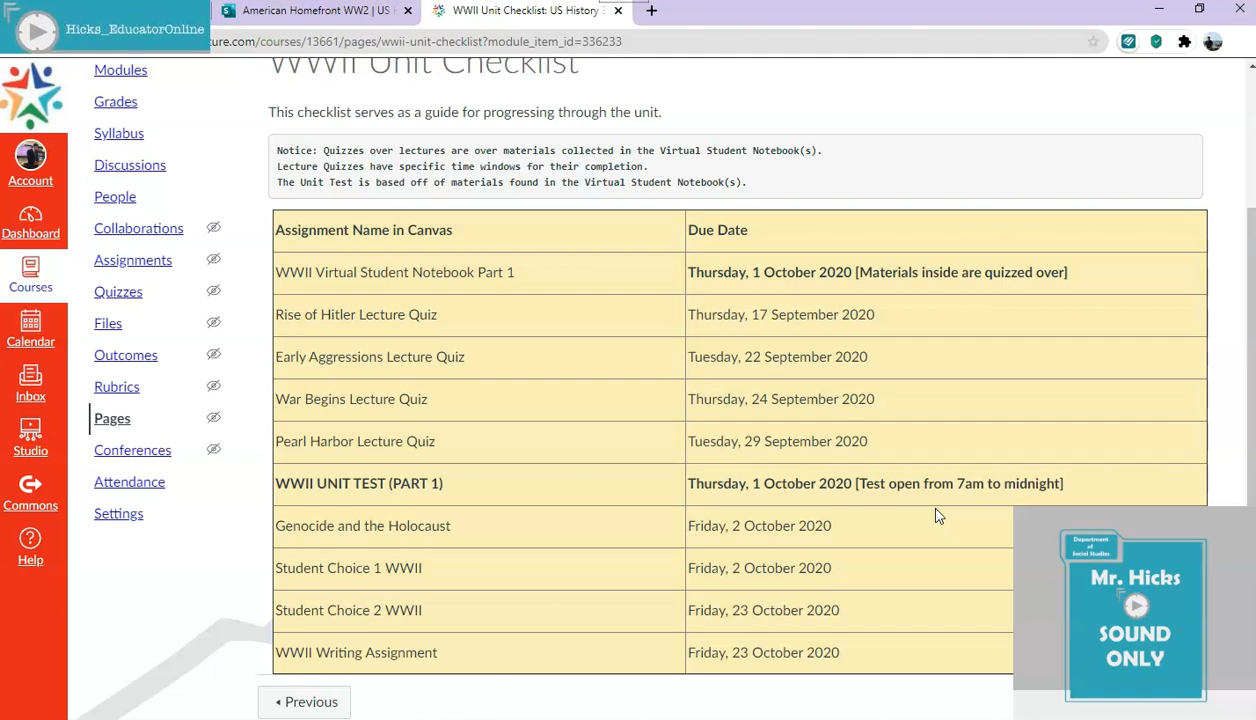 American Homefront WW2 | US
WWII Unit Checklist: US History
Hicks_EducatorOnline
ure.com/courses/13661/pages/wwii-unit-checklist?module_item_id=336233
Account
Dashboard
Courses
Calendar
Inbox
Studio
Commons
Help
Modules
Grades
Syllabus
Discussions
People
Collaborations
Assignments
Quizzes
Files
Outcomes
Rubrics
Pages
Conferences
Attendance
Settings
WWII Unit Checklist
This checklist serves as a guide for progressing through the unit.
Notice: Quizzes over lectures are over materials collected in the Virtual Student Notebook(s).
Lecture Quizzes have specific time windows for their completion.
The Unit Test is based off of materials found in the Virtual Student Notebook(s).
Assignment Name in Canvas Due Date
WWII Virtual Student Notebook Part 1 Thursday, 1 October 2020 [Materials inside are quizzed over]
Rise of Hitler Lecture Quiz Thursday, 17 September 2020
Early Aggressions Lecture Quiz Tuesday, 22 September 2020
War Begins Lecture Quiz Thursday, 24 September 2020
Pearl Harbor Lecture Quiz Tuesday, 29 September 2020
WWII UNIT TEST (PART 1) Thursday, 1 October 2020 [Test open from 7am to midnight]
Genocide and the Holocaust Friday, 2 October 2020
Student Choice 1 WWII Friday, 2 October 2020
Student Choice 2 WWII Friday, 23 October 2020
WWII Writing Assignment Friday, 23 October 2020
Previous
Department
of
Social Studies
Mr. Hicks
SOUND
ONLY